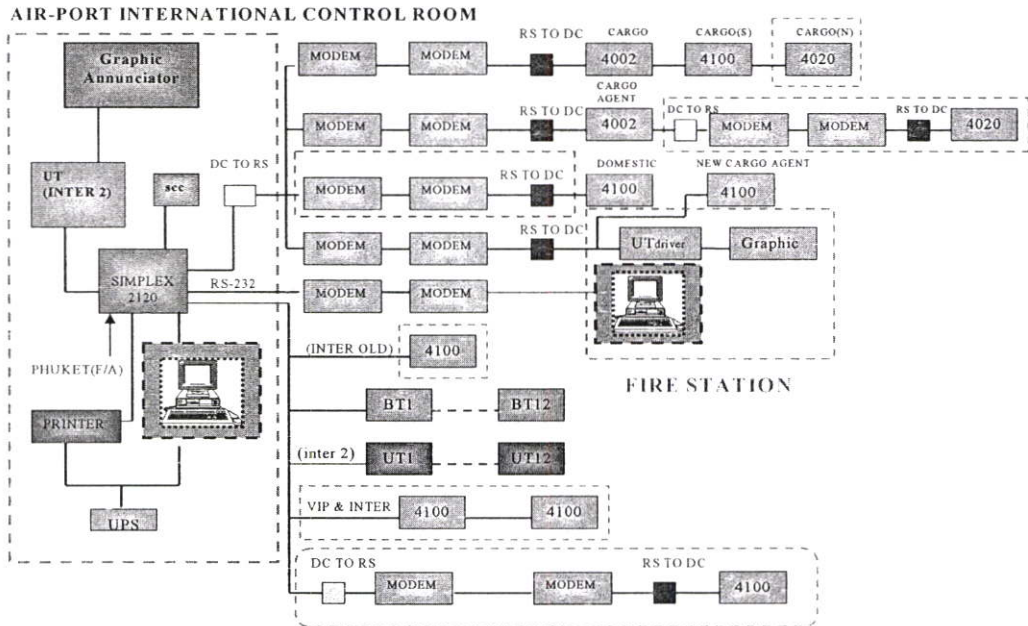 AIR-PORT INTERNATIONAL CONTROL ROOM
Graphic
Annunciator
UT
(INTER 2)
scc
DC TO RS
SIMPLEX
2120
RS-232
PHUKET(F/A)
PRINTER
UPS
MODEM
MODEM
RS TO DC
CARGO
4002
CARGO(S)
4100
CARGO(N)
4020
MODEM
MODEM
RS TO DC
CARGO
AGENT
4002
DC TO RS
MODEM
MODEM
RS TO DC
4020
MODEM
MODEM
RS TO DC
DOMESTIC
4100
NEW CARGO AGENT
4100
MODEM
MODEM
RS TO DC
UTdriver
Graphic
MODEM
MODEM
FIRE STATION
(INTER OLD)
4100
BT1
BT12
(inter 2)
UT1
UT12
VIP & INTER
4100
4100
DC TO RS
MODEM
MODEM
RS TO DC
4100